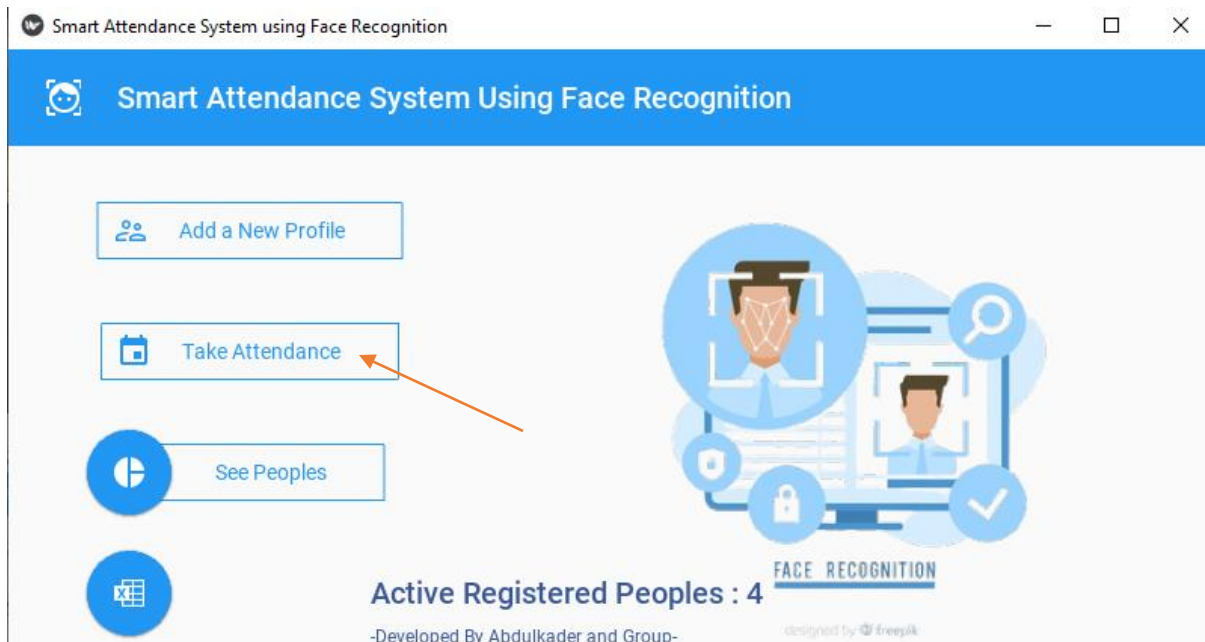 Smart Attendance System using Face Recognition
Smart Attendance System Using Face Recognition
Add a New Profile
Take Attendance
See Peoples
FACE RECOGNITION
Active Registered Peoples : 4
designed by freepik
-Developed By Abdulkader and Group-